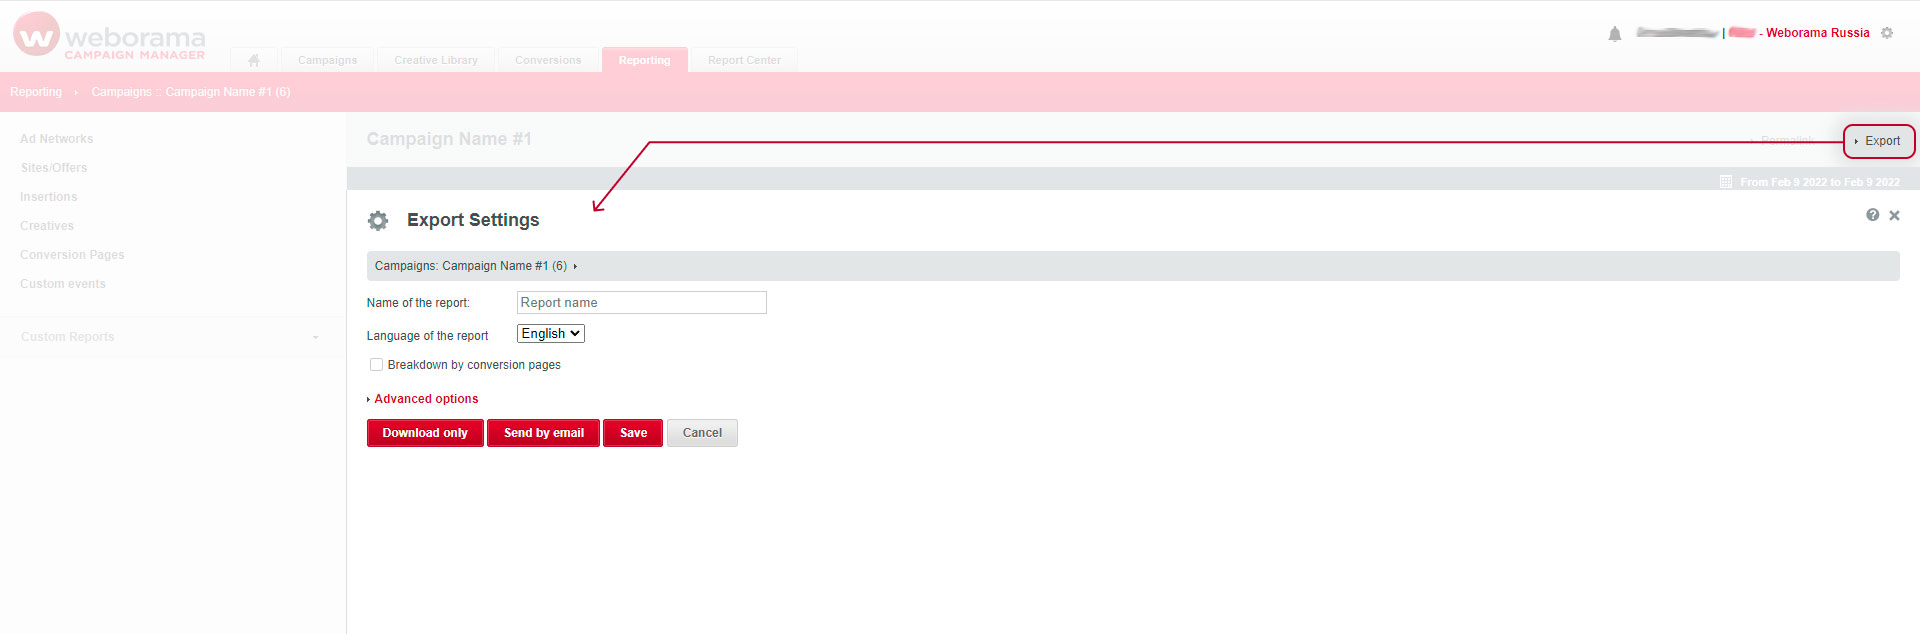 weborama
CAMPAIGN MANAGER
Campaigns
Creative Library
Conversions
Reporting
Report Center
| - Weborama Russia
Reporting › Campaigns :: Campaign Name #1 (6)
Ad Networks
Sites/Offers
Insertions
Creatives
Conversion Pages
Custom events
Custom Reports
Campaign Name #1
Permalink
Export
From Feb 9 2022 to Feb 9 2022
Export Settings
Campaigns: Campaign Name #1 (6)
Name of the report: Report name
Language of the report English
Breakdown by conversion pages
Advanced options
Download only Send by email Save Cancel